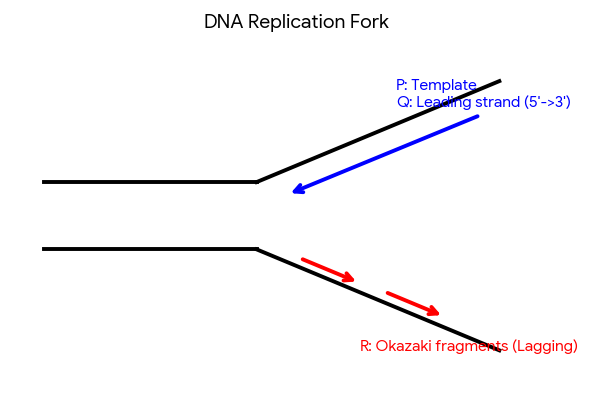 DNA Replication Fork
P: Template
Q: Leading strand (5'->3')
R: Okazaki fragments (Lagging)